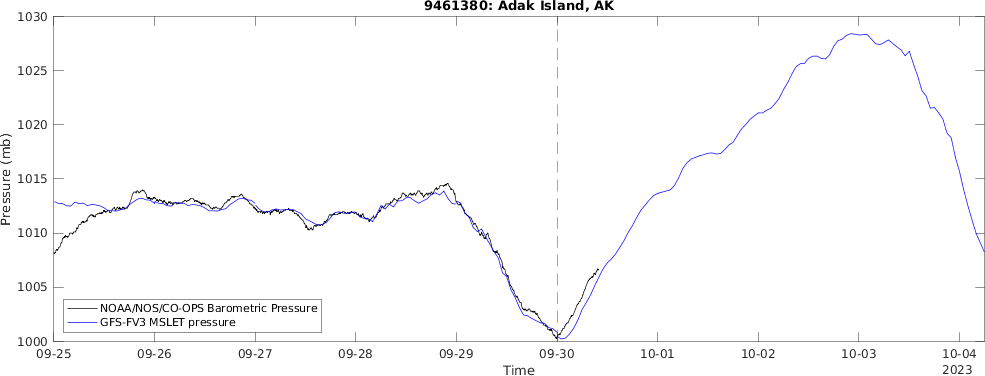 9461380: Adak Island, AK
1030
1025
1020
1015
1010
1005
1000
Pressure (mb)
NOAA/NOS/CO-OPS Barometric Pressure
GFS-FV3 MSLET pressure
09-25 09-26 09-27 09-28 09-29 09-30 10-01 10-02 10-03 10-04
Time 2023